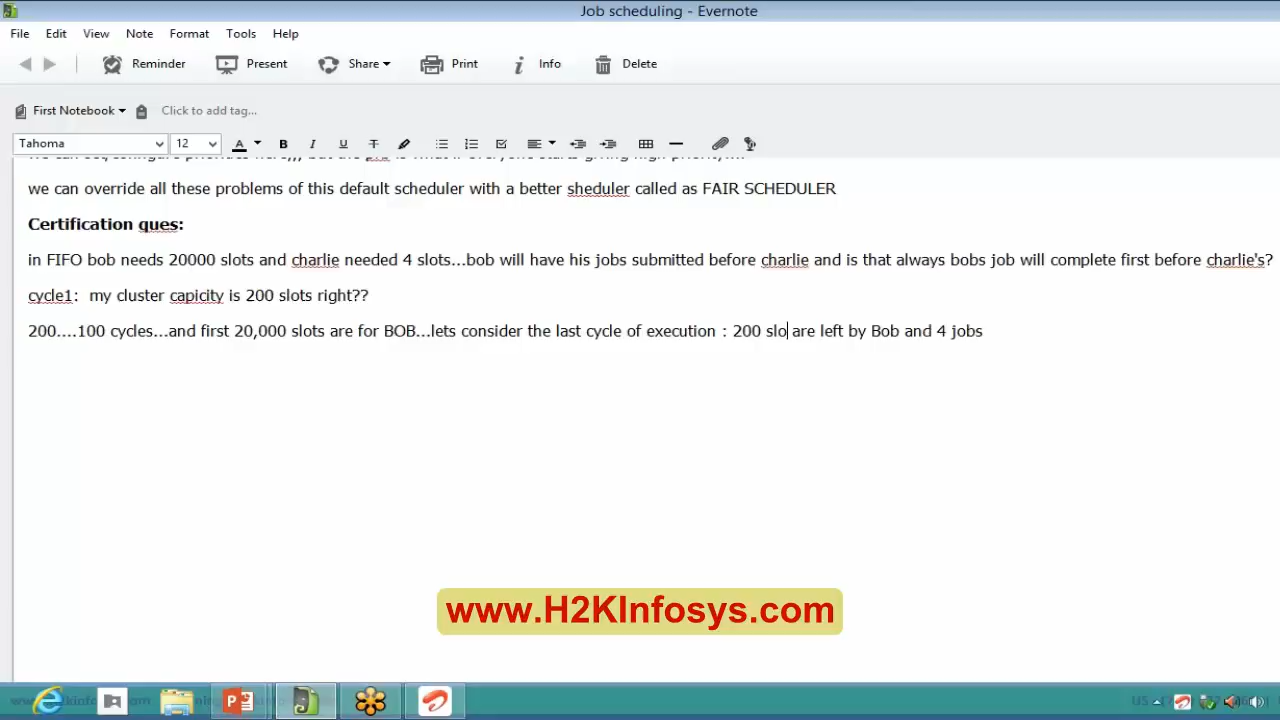 Job scheduling - Evernote
File Edit View Note Format Tools Help
Reminder Present Share Print Info Delete
First Notebook Click to add tag...
Tahoma 12 A B I U T
we can override all these problems of this default scheduler with a better sheduler called as FAIR SCHEDULER
Certification ques:
in FIFO bob needs 20000 slots and charlie needed 4 slots...bob will have his jobs submitted before charlie and is that always bobs job will complete first before charlie's?
cycle1: my cluster capicity is 200 slots right??
200....100 cycles...and first 20,000 slots are for BOB...lets consider the last cycle of execution : 200 slo are left by Bob and 4 jobs
www.H2KInfosys.com
US